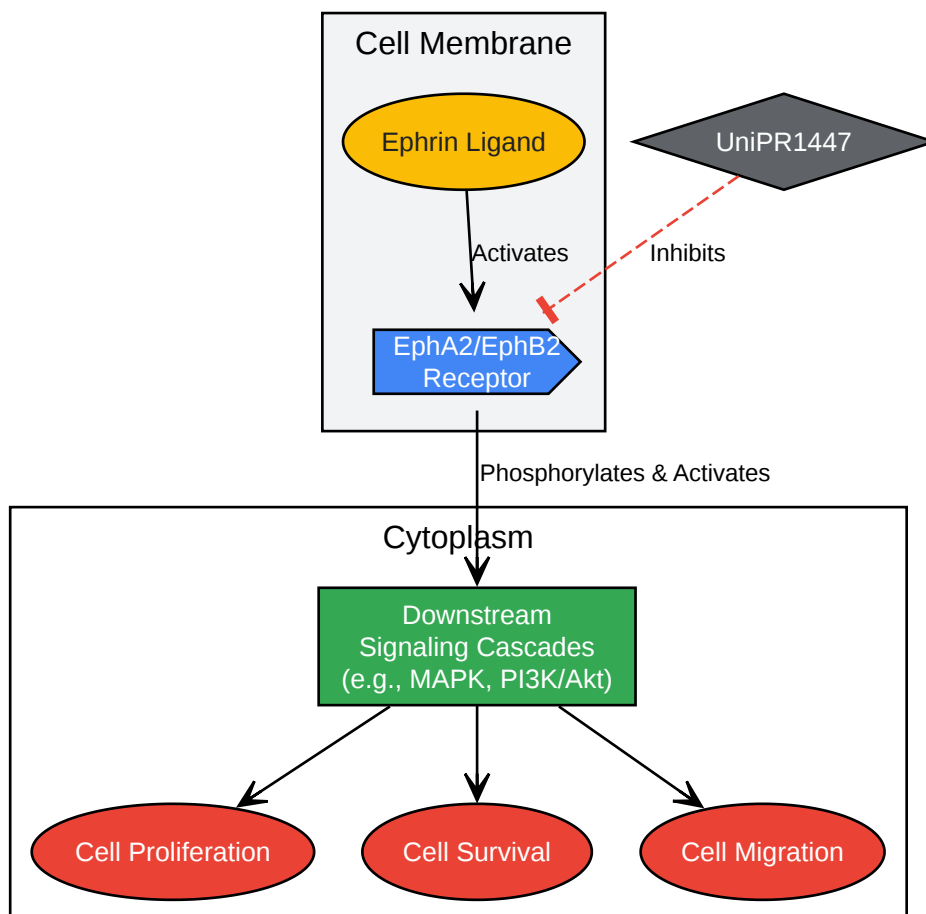 Cell Membrane
Ephrin Ligand
UniPR1447
Activates
Inhibits
EphA2/EphB2
Receptor
Phosphorylates & Activates
Cytoplasm
Downstream
Signaling Cascades
(e.g., MAPK, PI3K/Akt)
Cell Proliferation
Cell Survival
Cell Migration